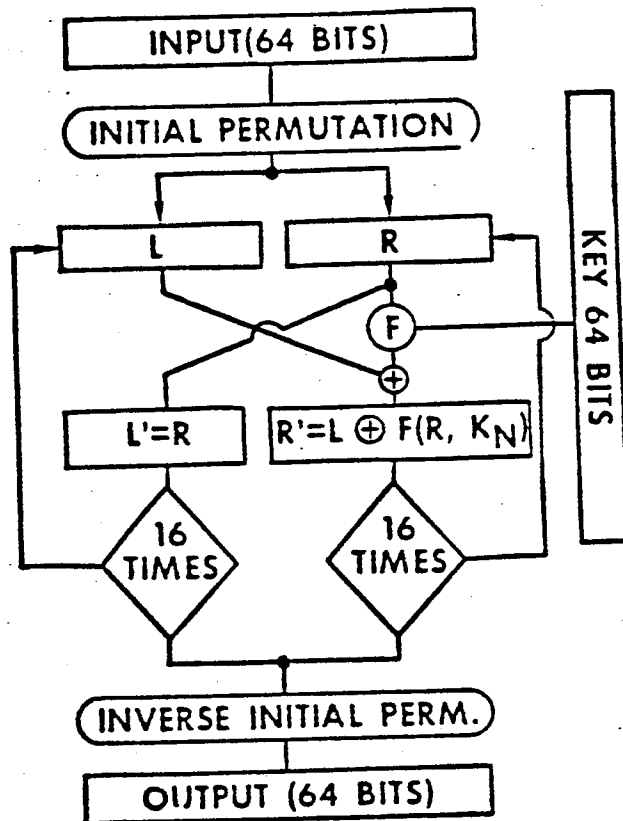 INPUT(64 BITS)
INITIAL PERMUTATION
L
R
KEY 64 BITS
F
⊕
L'=R
R'=L ⊕ F(R, KN)
16
TIMES
16
TIMES
INVERSE INITIAL PERM.
OUTPUT (64 BITS)